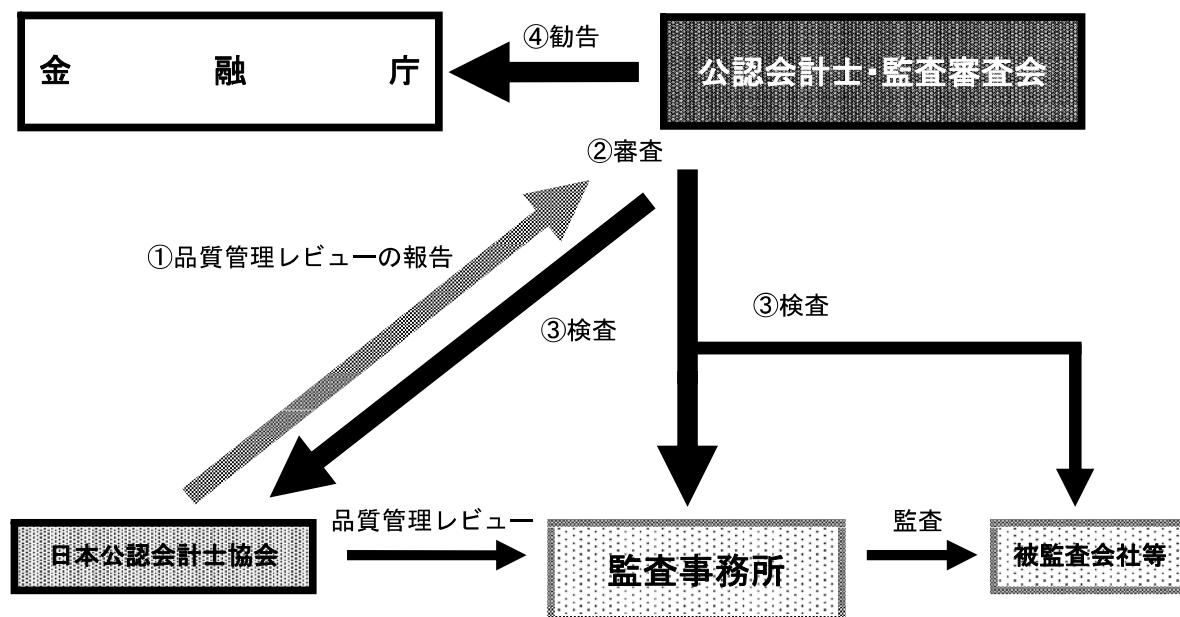 ④勧告
金融庁
公認会計士・監査審査会
②審査
①品質管理レビューの報告
③検査
③検査
品質管理レビュー
監査
日本公認会計士協会
監査事務所
被監査会社等